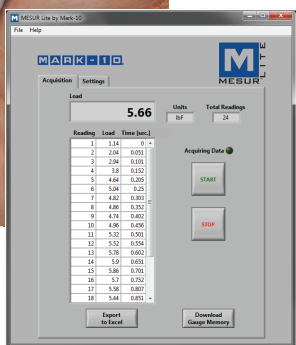 MESUR Lite by Mark-10
File Help
MARK-10
M
MESUR LITE
Acquisition Settings
Load
5.66
Units
lbF
Total Readings
24
Reading Load Time (sec.)
1 1.14 0
2 2.04 0.051
3 2.94 0.101
4 3.8 0.152
5 4.64 0.205
6 5.04 0.25
7 4.82 0.303
8 4.86 0.352
9 4.74 0.402
10 4.96 0.456
11 5.32 0.501
12 5.52 0.554
13 5.78 0.602
14 5.9 0.651
15 5.86 0.701
16 5.7 0.752
17 5.58 0.807
18 5.44 0.851
Acquiring Data
START
STOP
Export
to Excel
Download
Gauge Memory